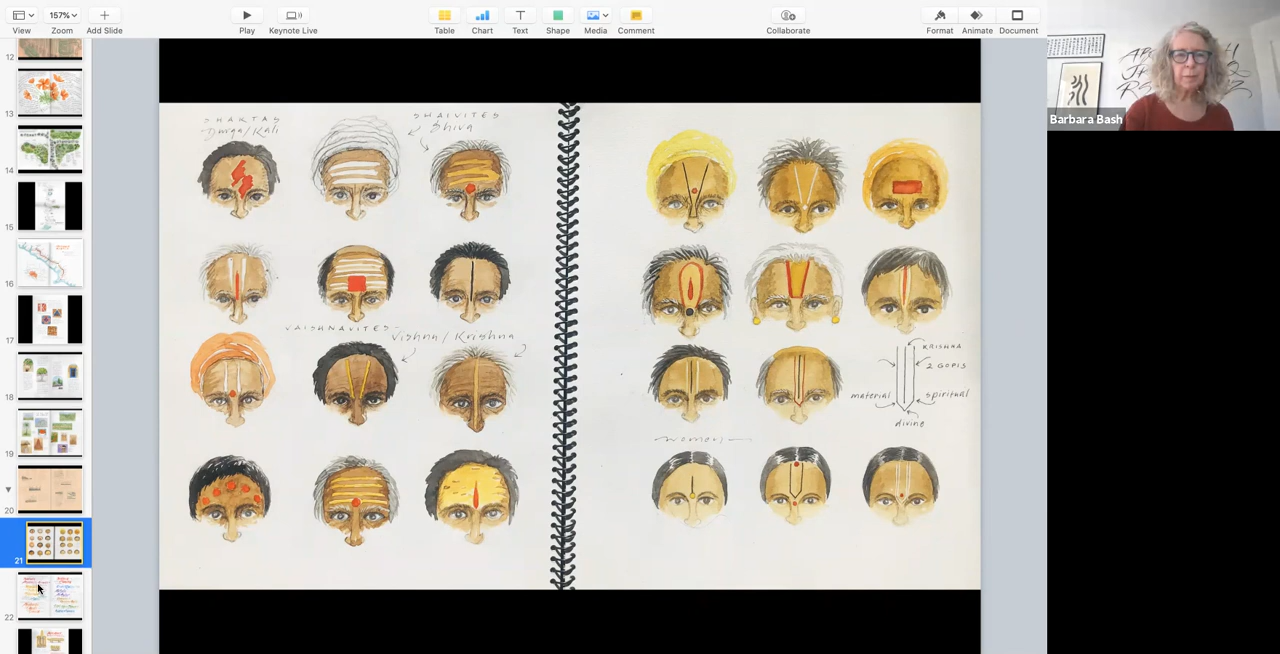 157%
View
Zoom
Add Slide
Play
Keynote Live
Table
Chart
Text
Shape
Media
Comment
Collaborate
Format
Animate
Document
Barbara Bash
12
13
14
15
16
17
18
19
20
21
22
SHAKTAS
Durga/Kali
SHAIVITES
Shiva
VAISHNAVITES -
Vishnu / Krishna
KRISHNA
2 GOPIS
material
spiritual
divine
women